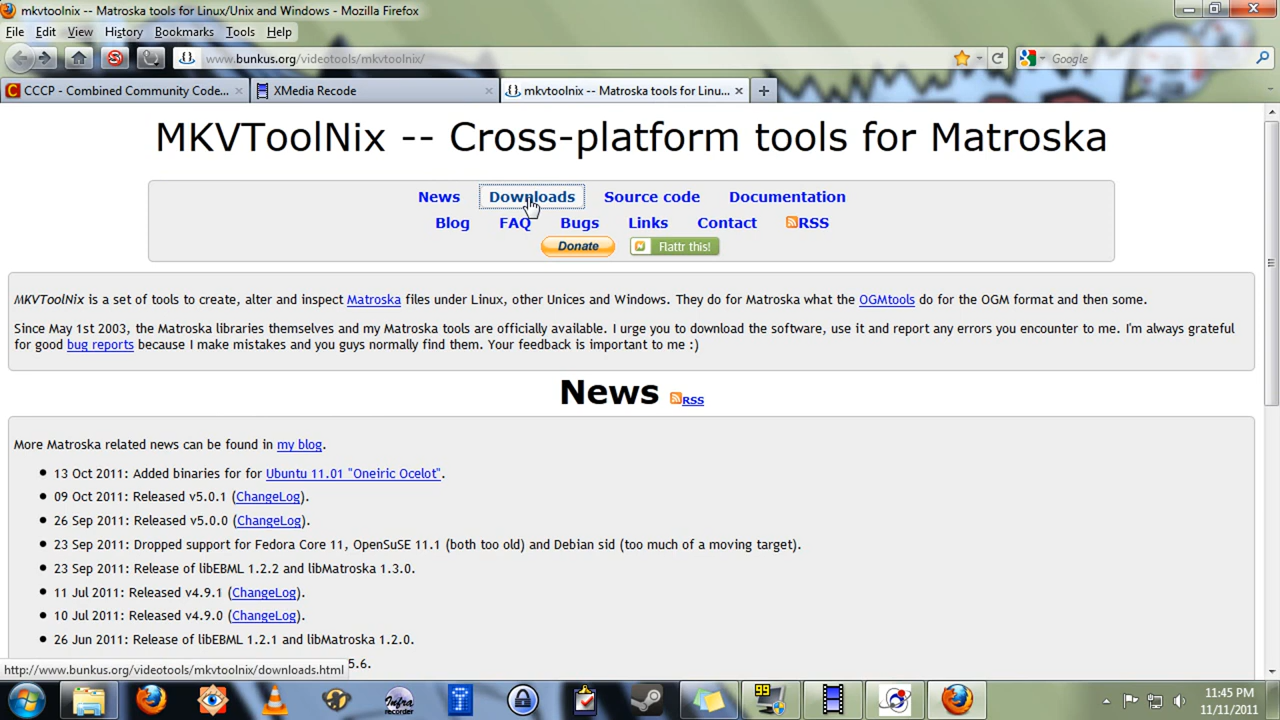 mkvtoolnix -- Matroska tools for Linux/Unix and Windows - Mozilla Firefox
File Edit View History Bookmarks Tools Help
www.bunkus.org/videotools/mkvtoolnix/
Google
CCCP - Combined Community Code...
XMedia Recode
mkvtoolnix -- Matroska tools for Linu...
MKVToolNix -- Cross-platform tools for Matroska
News Downloads Source code Documentation
Blog FAQ Bugs Links Contact RSS
Donate Flattr this!
MKVToolNix is a set of tools to create, alter and inspect Matroska files under Linux, other Unices and Windows. They do for Matroska what the OGMtools do for the OGM format and then some.
Since May 1st 2003, the Matroska libraries themselves and my Matroska tools are officially available. I urge you to download the software, use it and report any errors you encounter to me. I'm always grateful
for good bug reports because I make mistakes and you guys normally find them. Your feedback is important to me :)
News RSS
More Matroska related news can be found in my blog.
13 Oct 2011: Added binaries for for Ubuntu 11.01 "Oneiric Ocelot".
09 Oct 2011: Released v5.0.1 (ChangeLog).
26 Sep 2011: Released v5.0.0 (ChangeLog).
23 Sep 2011: Dropped support for Fedora Core 11, OpenSuSE 11.1 (both too old) and Debian sid (too much of a moving target).
23 Sep 2011: Release of libEBML 1.2.2 and libMatroska 1.3.0.
11 Jul 2011: Released v4.9.1 (ChangeLog).
10 Jul 2011: Released v4.9.0 (ChangeLog).
26 Jun 2011: Release of libEBML 1.2.1 and libMatroska 1.2.0.
http://www.bunkus.org/videotools/mkvtoolnix/downloads.html 5.6.
Infra
recorder
99
11:45 PM
11/11/2011